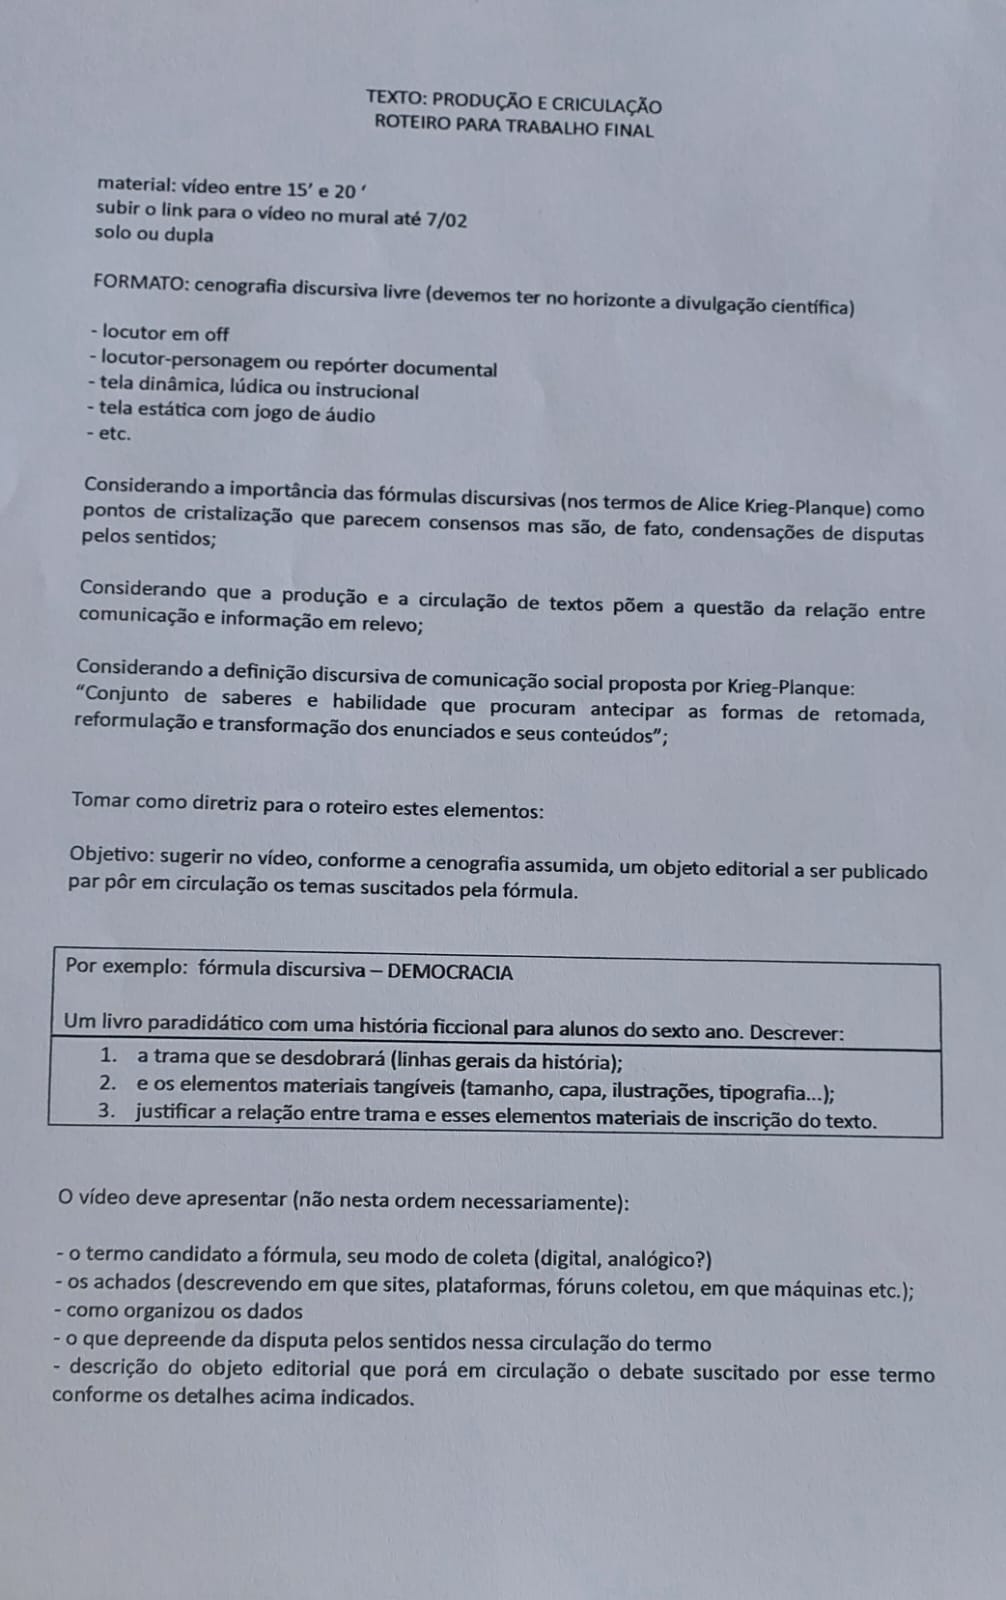 TEXTO: PRODUÇÃO E CRICULAÇÃO
ROTEIRO PARA TRABALHO FINAL
material: vídeo entre 15’ e 20 ‘
subir o link para o vídeo no mural até 7/02
solo ou dupla
FORMATO: cenografia discursiva livre (devemos ter no horizonte a divulgação científica)
- locutor em off
- locutor-personagem ou repórter documental
- tela dinâmica, lúdica ou instrucional
- tela estática com jogo de áudio
- etc.
Considerando a importância das fórmulas discursivas (nos termos de Alice Krieg-Planque) como
pontos de cristalização que parecem consensos mas são, de fato, condensações de disputas
pelos sentidos;
Considerando que a produção e a circulação de textos põem a questão da relação entre
comunicação e informação em relevo;
Considerando a definição discursiva de comunicação social proposta por Krieg-Planque:
“Conjunto de saberes e habilidade que procuram antecipar as formas de retomada,
reformulação e transformação dos enunciados e seus conteúdos”;
Tomar como diretriz para o roteiro estes elementos:
Objetivo: sugerir no vídeo, conforme a cenografia assumida, um objeto editorial a ser publicado
par pôr em circulação os temas suscitados pela fórmula.
Por exemplo: fórmula discursiva – DEMOCRACIA
Um livro paradidático com uma história ficcional para alunos do sexto ano. Descrever:
1. a trama que se desdobrará (linhas gerais da história);
2. e os elementos materiais tangíveis (tamanho, capa, ilustrações, tipografia...);
3. justificar a relação entre trama e esses elementos materiais de inscrição do texto.
O vídeo deve apresentar (não nesta ordem necessariamente):
- o termo candidato a fórmula, seu modo de coleta (digital, analógico?)
- os achados (descrevendo em que sites, plataformas, fóruns coletou, em que máquinas etc.);
- como organizou os dados
- o que depreende da disputa pelos sentidos nessa circulação do termo
- descrição do objeto editorial que porá em circulação o debate suscitado por esse termo
conforme os detalhes acima indicados.